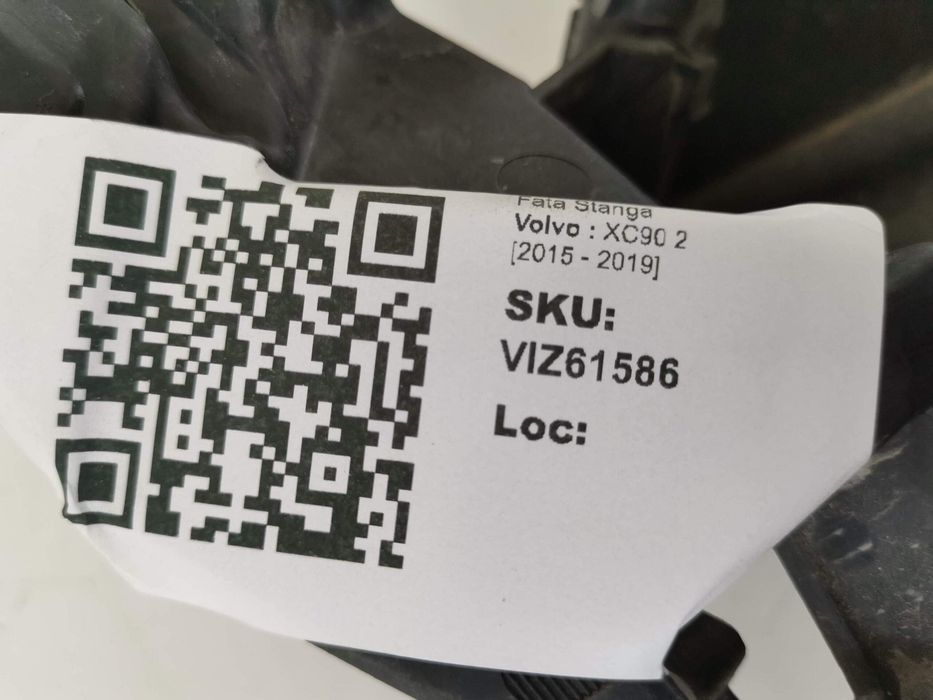 Fata Stanga
Volvo : XC90 2
[2015 - 2019]
SKU:
VIZ61586
Loc: